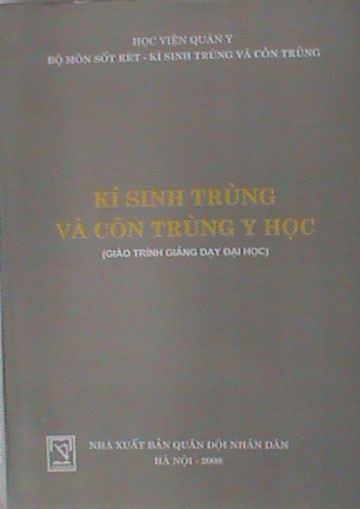 HỌC VIỆN QUÂN Y
BỘ MÔN SỐT RÉT - KÍ SINH TRÙNG VÀ CÔN TRÙNG
KÍ SINH TRÙNG
VÀ CÔN TRÙNG Y HỌC
(GIÁO TRÌNH GIẢNG DẠY ĐẠI HỌC)
NHÀ XUẤT BẢN QUÂN ĐỘI NHÂN DÂN
HÀ NỘI - 2008